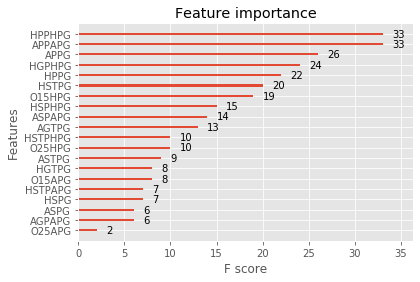 Feature importance
HPPHPG 33
APPAPG 33
APPG 26
HGPHPG 24
HPPG 22
HSTPG 20
O15HPG 19
HSPHPG 15
ASPAPG 14
AGTPG 13
HSTPHPG 10
O25HPG 10
ASTPG 9
HGTPG 8
O15APG 8
HSTPAPG 7
HSPG 7
ASPG 6
AGPAPG 6
O25APG 2
0 5 10 15 20 25 30 35
F score
Features